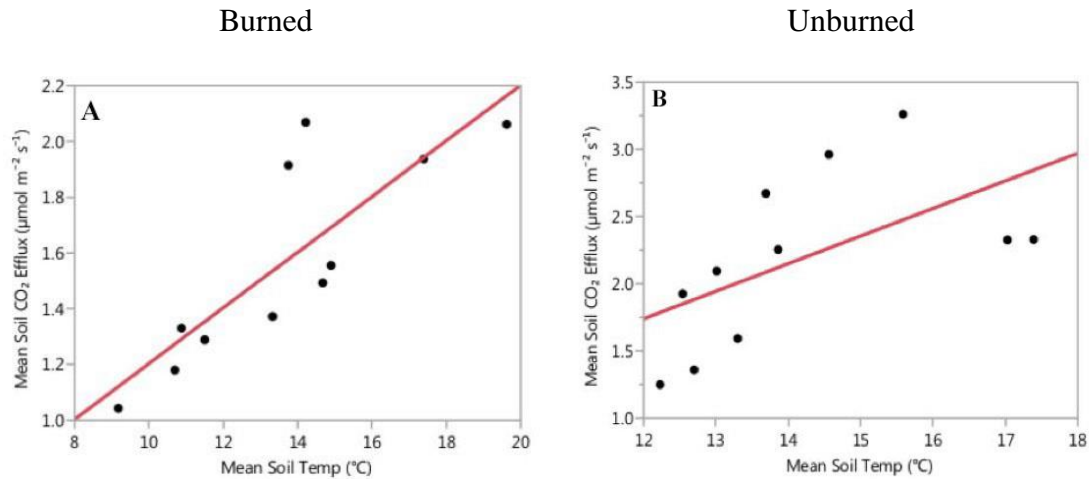 Burned
Unburned
A
2.2
2.0
1.8
1.6
1.4
1.2
1.0
8 10 12 14 16 18 20
Mean Soil CO₂ Efflux (µmol m⁻² s⁻¹)
Mean Soil Temp (°C)
B
3.5
3.0
2.5
2.0
1.5
1.0
12 13 14 15 16 17 18
Mean Soil CO₂ Efflux (µmol m⁻² s⁻¹)
Mean Soil Temp (°C)